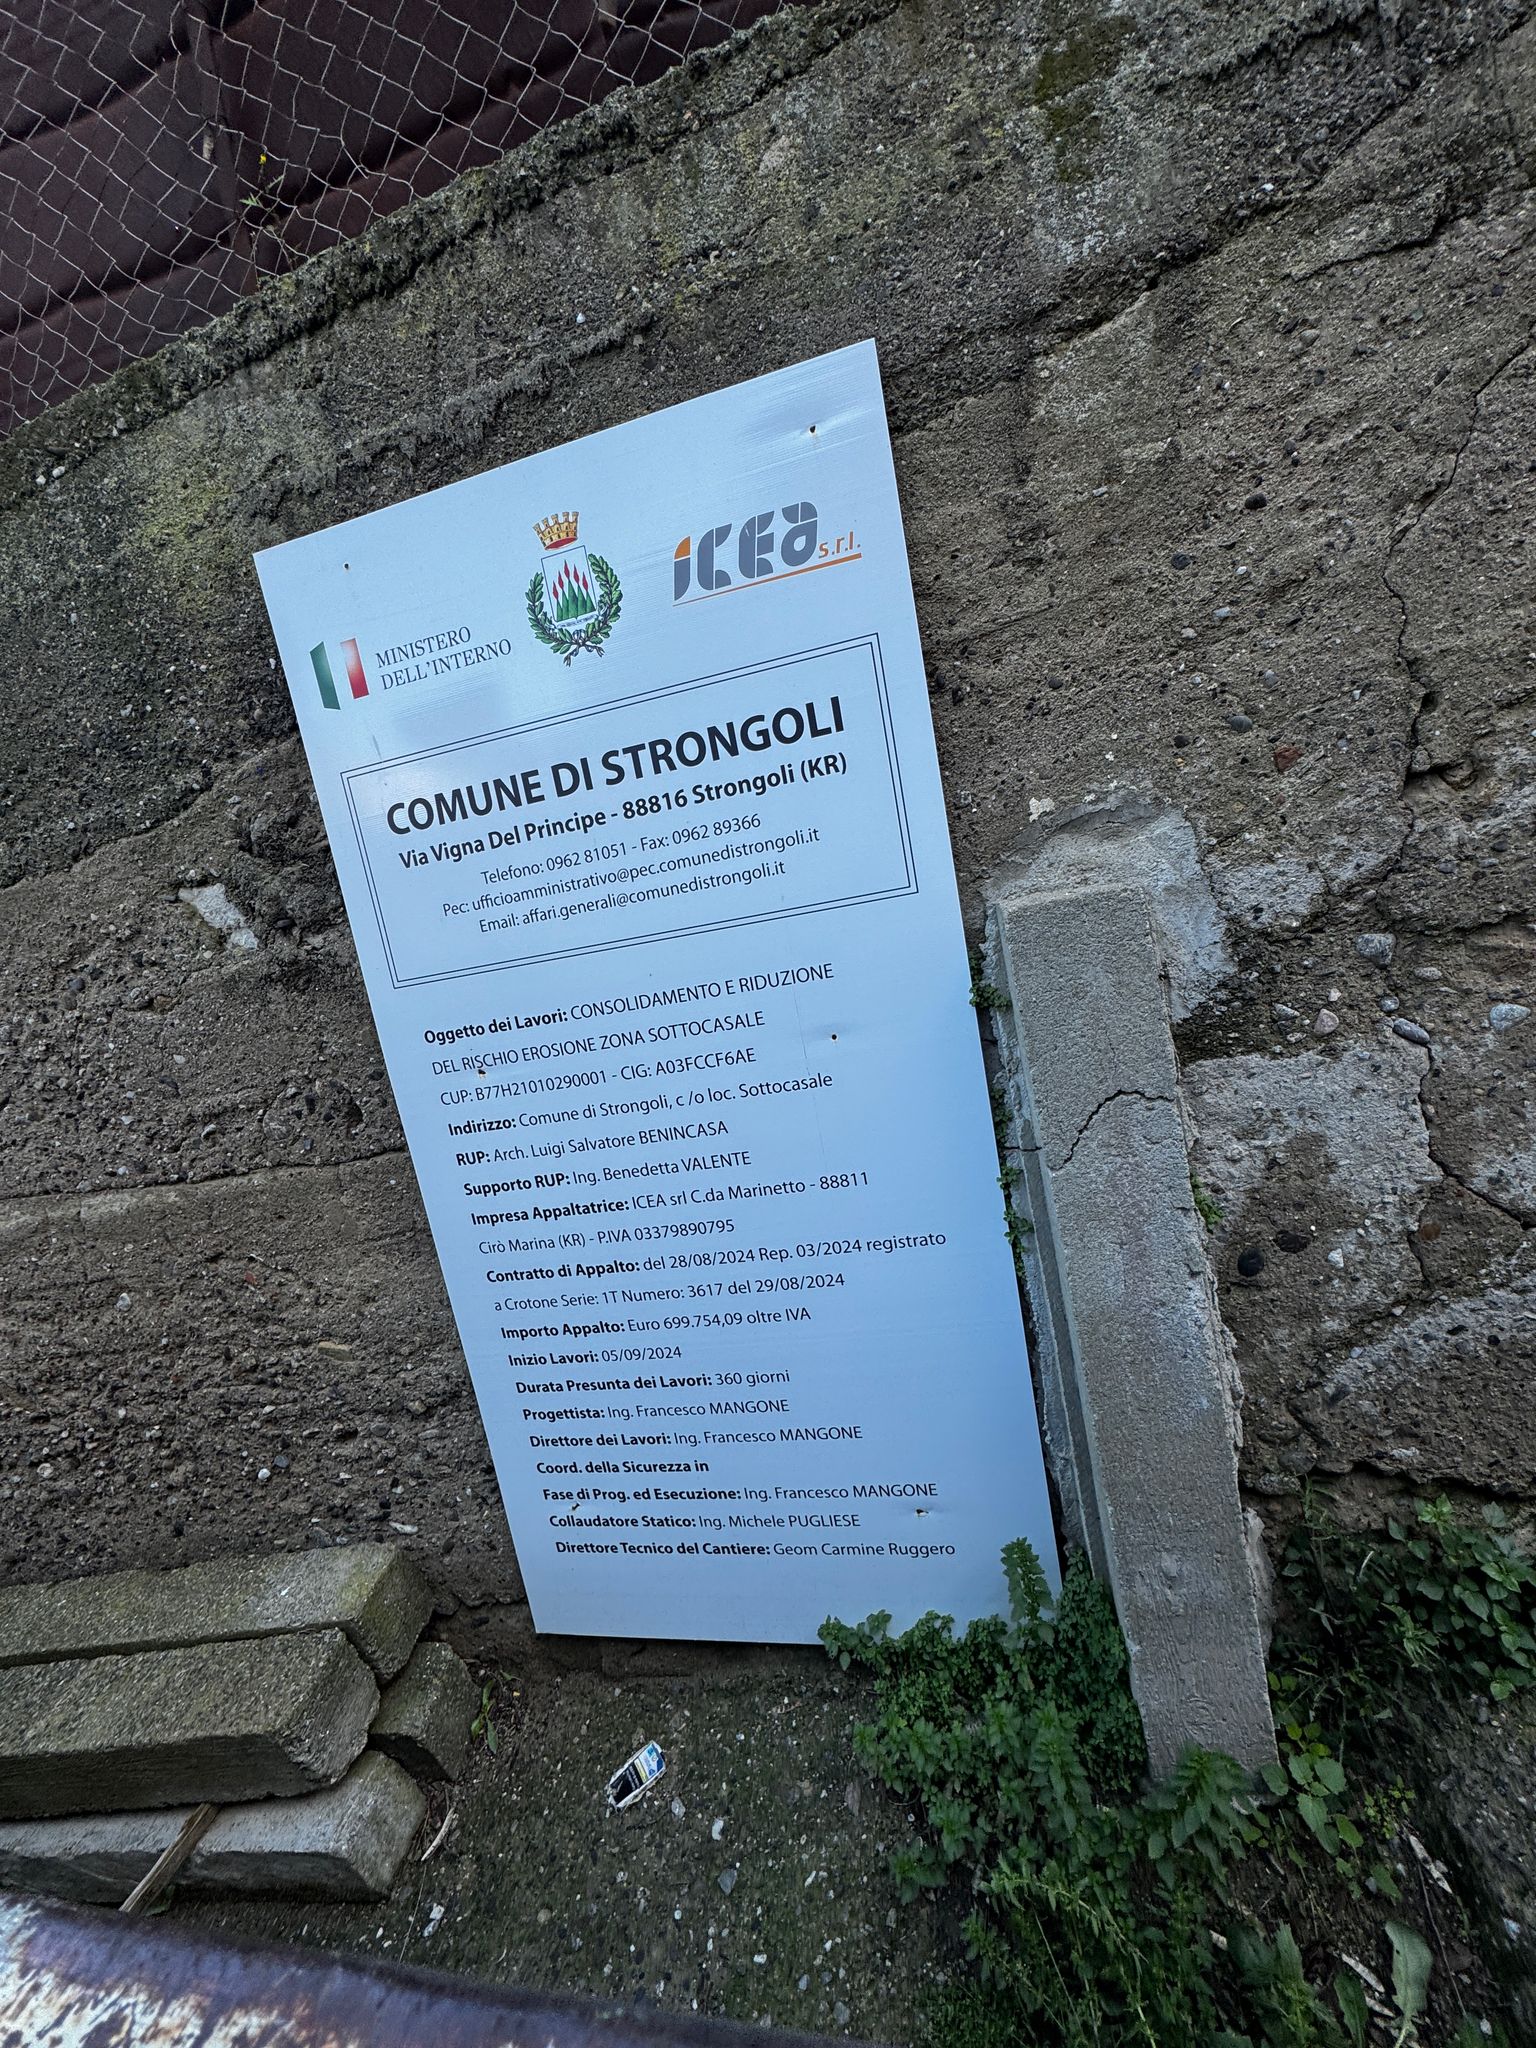 MINISTERO
DELL'INTERNO
icea s.r.l.
COMUNE DI STRONGOLI
Via Vigna Del Principe - 88816 Strongoli (KR)
Telefono: 0962 81051 - Fax: 0962 89366
Pec: ufficioamministrativo@pec.comunedistrongoli.it
Email: affari.generali@comunedistrongoli.it
Oggetto dei Lavori: CONSOLIDAMENTO E RIDUZIONE
DEL RISCHIO EROSIONE ZONA SOTTOCASALE
CUP: B77H21010290001 - CIG: A03FCCF6AE
Indirizzo: Comune di Strongoli, c /o loc. Sottocasale
RUP: Arch. Luigi Salvatore BENINCASA
Supporto RUP: Ing. Benedetta VALENTE
Impresa Appaltatrice: ICEA srl C.da Marinetto - 88811
Cirò Marina (KR) - P.IVA 03379890795
Contratto di Appalto: del 28/08/2024 Rep. 03/2024 registrato
a Crotone Serie: 1T Numero: 3617 del 29/08/2024
Importo Appalto: Euro 699.754,09 oltre IVA
Inizio Lavori: 05/09/2024
Durata Presunta dei Lavori: 360 giorni
Progettista: Ing. Francesco MANGONE
Direttore dei Lavori: Ing. Francesco MANGONE
Coord. della Sicurezza in
Fase di Prog. ed Esecuzione: Ing. Francesco MANGONE
Collaudatore Statico: Ing. Michele PUGLIESE
Direttore Tecnico del Cantiere: Geom Carmine Ruggero